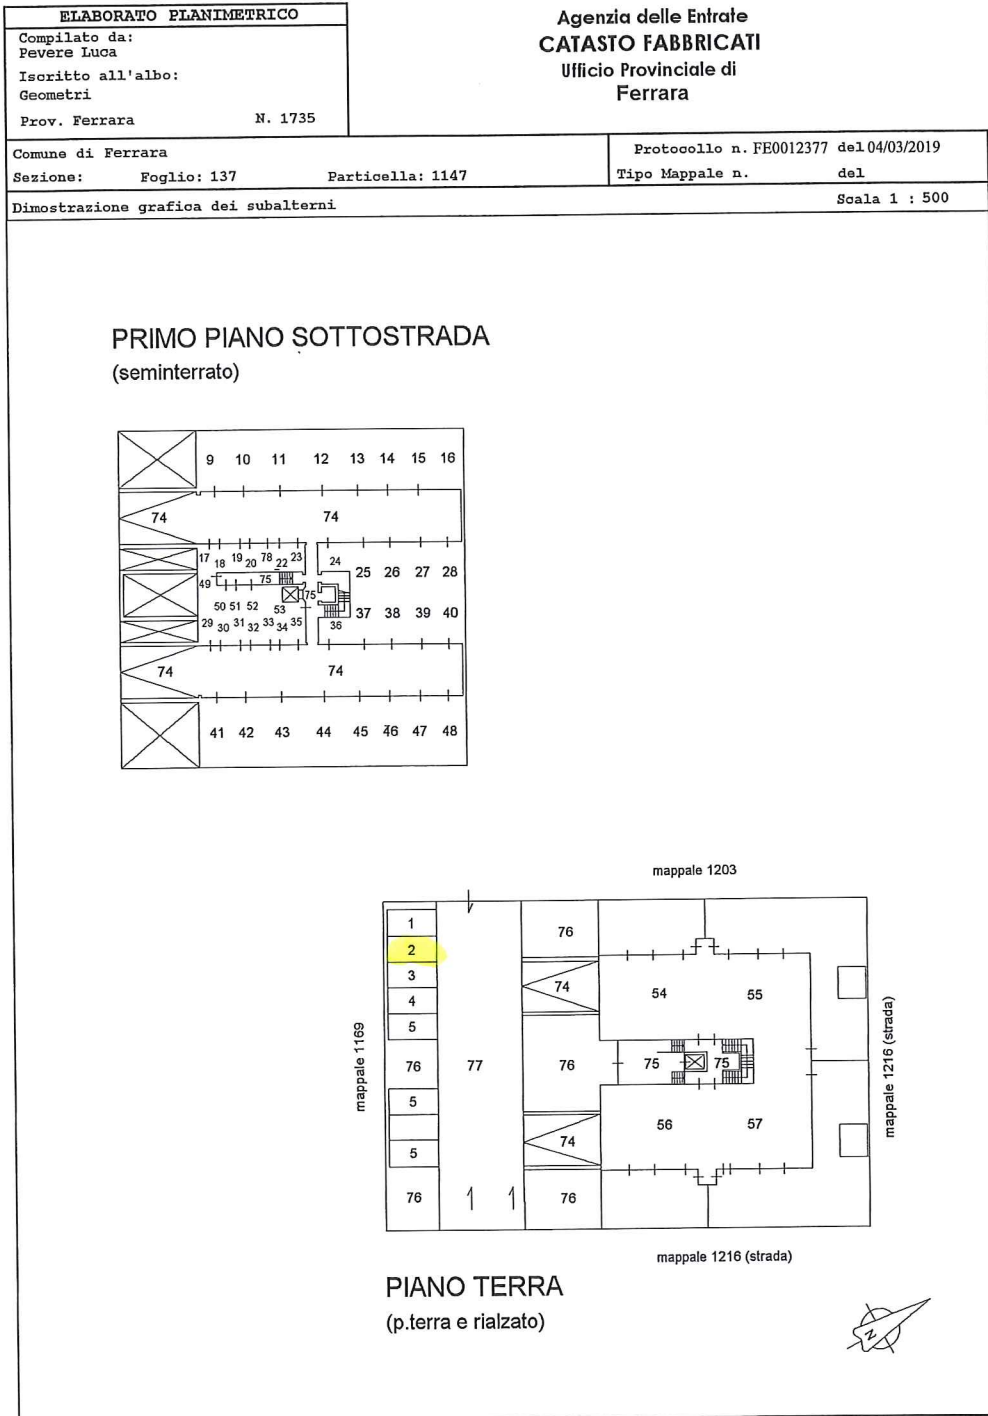 ELABORATO PLANIMETRICO
Compilato da:
Pevere Luca
Iscritto all'albo:
Geometri
Prov. Ferrara N. 1735
Agenzia delle Entrate
CATASTO FABBRICATI
Ufficio Provinciale di
Ferrara
Comune di Ferrara
Sezione: Foglio: 137 Particella: 1147
Protocollo n. FE0012377 del 04/03/2019
Tipo Mappale n. del
Dimostrazione grafica dei subalterni
Scala 1 : 500
PRIMO PIANO SOTTOSTRADA
(seminterrato)
9 10 11 12 13 14 15 16
74 74
17 18 19 20 78 22 23 24
25 26 27 28
49 75
75
50 51 52 53
37 38 39 40
29 30 31 32 33 34 35 36
74 74
41 42 43 44 45 46 47 48
mappale 1203
1
2
3
4
5
76
5
5
76
77
76
74
76
74
76
54 55
75 75
56 57
mappale 1169
mappale 1216 (strada)
mappale 1216 (strada)
PIANO TERRA
(p.terra e rialzato)
N